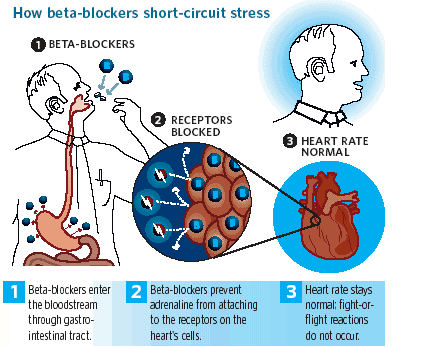 How beta-blockers short-circuit stress
1 BETA-BLOCKERS
2 RECEPTORS
BLOCKED
3 HEART RATE
NORMAL
1 Beta-blockers enter
the bloodstream
through gastro-
intestinal tract.
2 Beta-blockers prevent
adrenaline from attaching
to the receptors on the
heart's cells.
3 Heart rate stays
normal; fight-or-
flight reactions
do not occur.